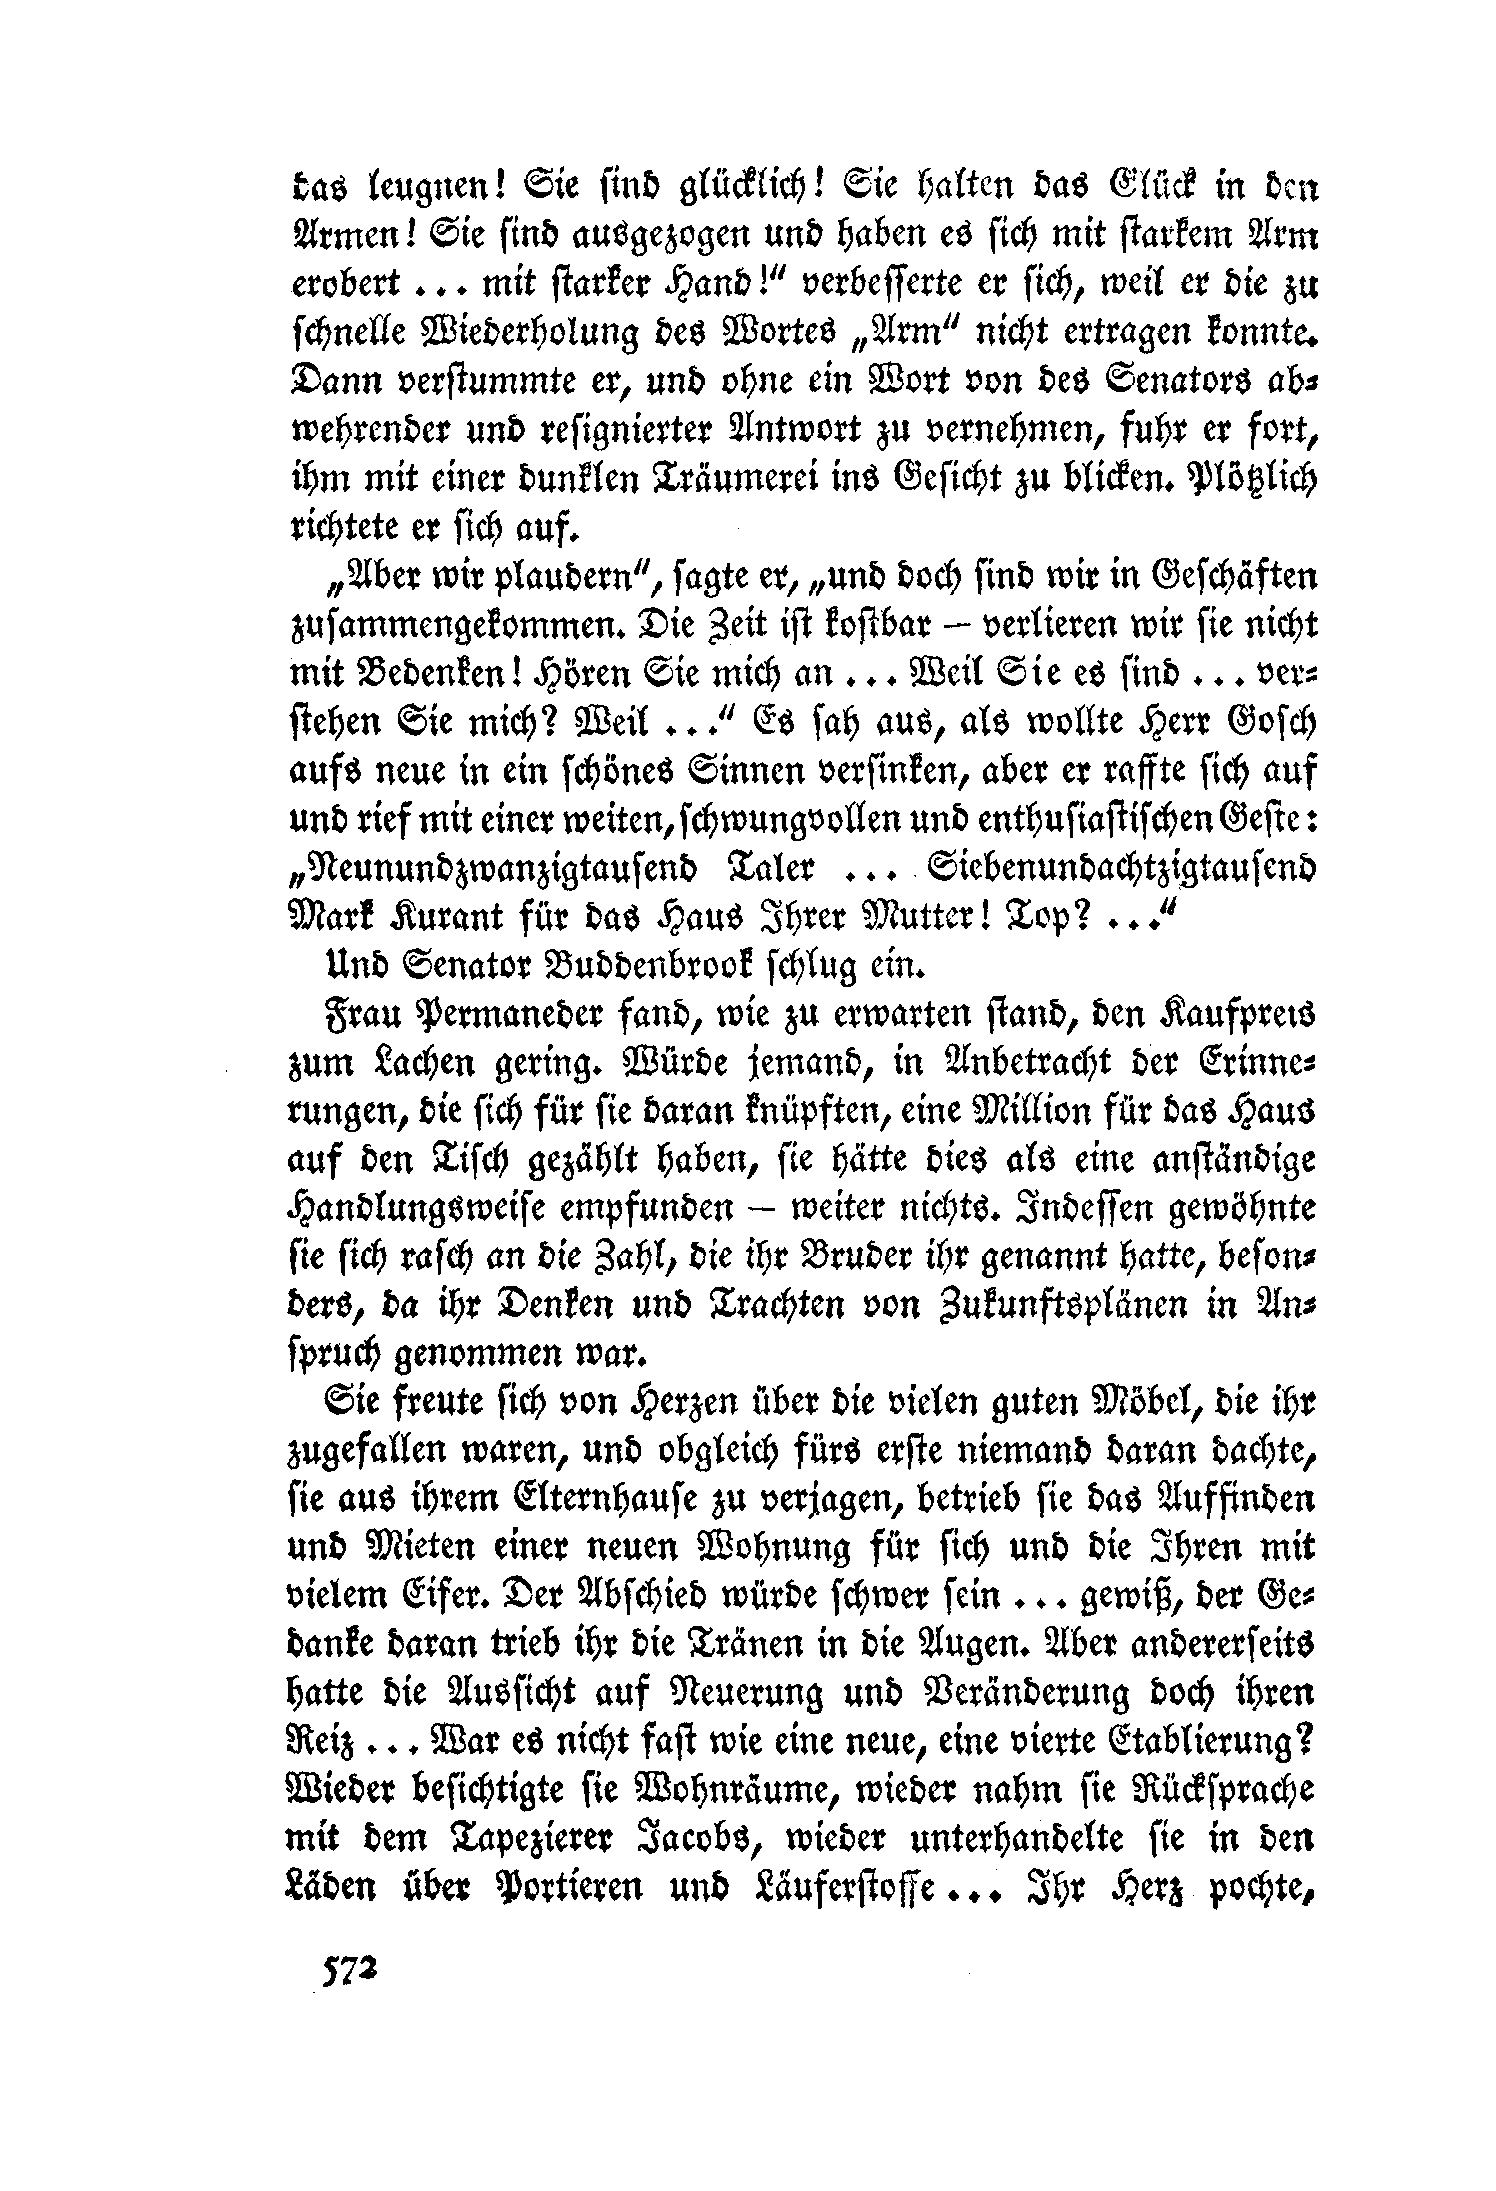 das leugnen! Sie sind glücklich! Sie halten das Glück in den
Armen! Sie sind ausgezogen und haben es sich mit starkem Arm
erobert ... mit starker Hand!“ verbesserte er sich, weil er die zu
schnelle Wiederholung des Wortes „Arm“ nicht ertragen konnte.
Dann verstummte er, und ohne ein Wort von des Senators ab-
wehrender und resignierter Antwort zu vernehmen, fuhr er fort,
ihm mit einer dunklen Träumerei ins Gesicht zu blicken. Plötzlich
richtete er sich auf.
„Aber wir plaudern“, sagte er, „und doch sind wir in Geschäften
zusammengekommen. Die Zeit ist kostbar — verlieren wir sie nicht
mit Bedenken! Hören Sie mich an ... Weil Sie es sind ... ver-
stehen Sie mich? Weil ...“ Es sah aus, als wollte Herr Gosch
aufs neue in ein schönes Sinnen versinken, aber er raffte sich auf
und rief mit einer weiten, schwungvollen und enthusiastischen Geste:
„Neunundzwanzigtausend Taler ... Siebenundachtzigtausend
Mark Kurant für das Haus Ihrer Mutter! Top? ...“
Und Senator Buddenbrook schlug ein.
Frau Permaneder fand, wie zu erwarten stand, den Kaufpreis
zum Lachen gering. Würde jemand, in Anbetracht der Erinne-
rungen, die sich für sie daran knüpften, eine Million für das Haus
auf den Tisch gezählt haben, sie hätte dies als eine anständige
Handlungsweise empfunden — weiter nichts. Indessen gewöhnte
sie sich rasch an die Zahl, die ihr Bruder ihr genannt hatte, beson-
ders, da ihr Denken und Trachten von Zukunftsplänen in An-
spruch genommen war.
Sie freute sich von Herzen über die vielen guten Möbel, die ihr
zugefallen waren, und obgleich fürs erste niemand daran dachte,
sie aus ihrem Elternhause zu verjagen, betrieb sie das Auffinden
und Mieten einer neuen Wohnung für sich und die Ihren mit
vielem Eifer. Der Abschied würde schwer sein ... gewiß, der Ge-
danke daran trieb ihr die Tränen in die Augen. Aber andererseits
hatte die Aussicht auf Neuerung und Veränderung doch ihren
Reiz ... War es nicht fast wie eine neue, eine vierte Etablierung?
Wieder besichtigte sie Wohnräume, wieder nahm sie Rücksprache
mit dem Tapezierer Jacobs, wieder unterhandelte sie in den
Läden über Portieren und Läuferstoffe ... Ihr Herz pochte,
572